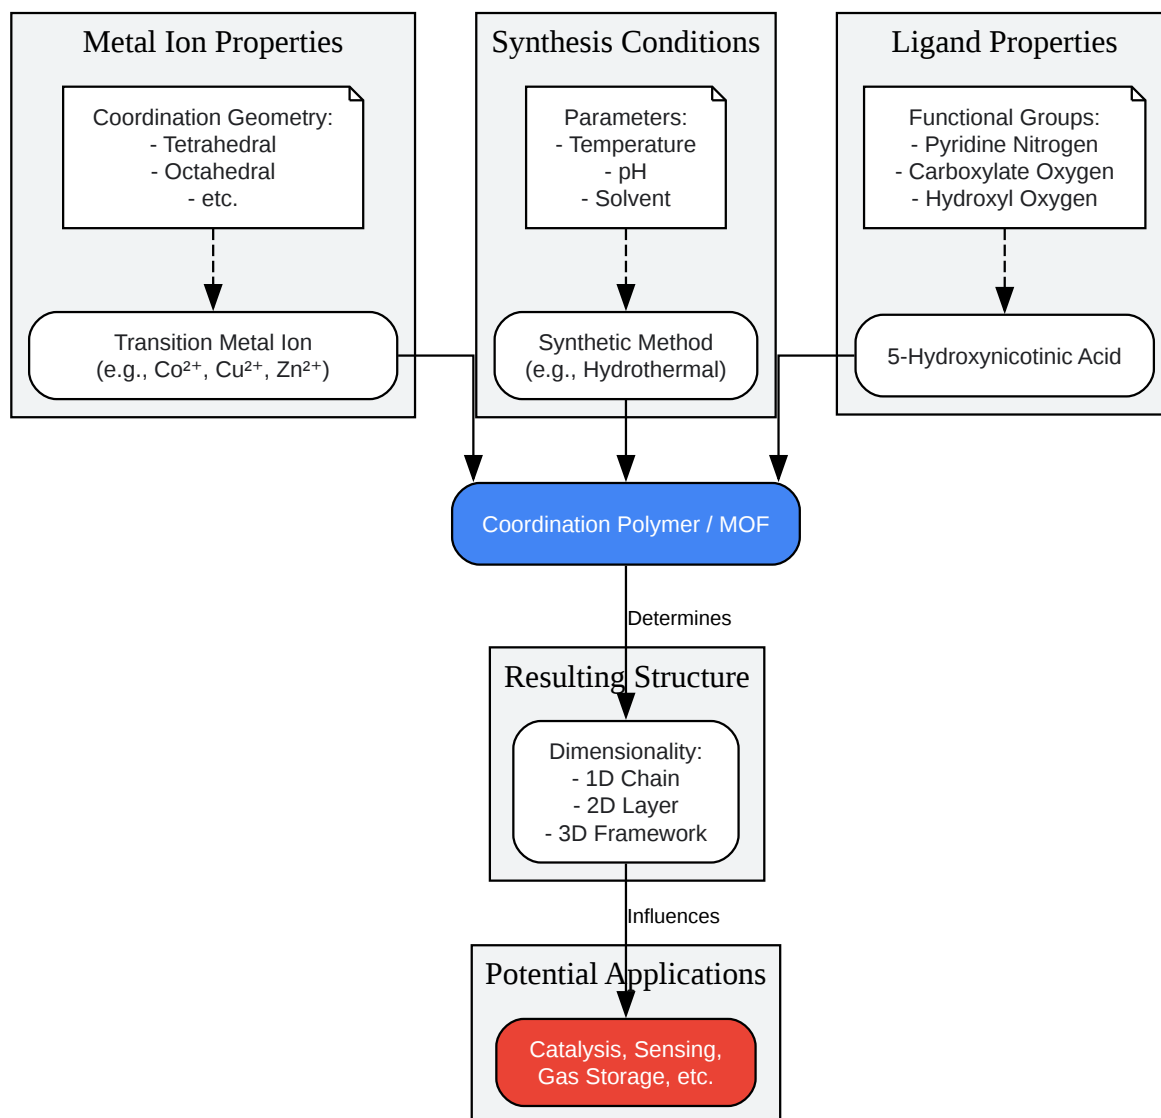 Metal Ion Properties
Coordination Geometry:
- Tetrahedral
- Octahedral
- etc.
Transition Metal Ion
(e.g., Co²⁺, Cu²⁺, Zn²⁺)
Synthesis Conditions
Parameters:
- Temperature
- pH
- Solvent
Synthetic Method
(e.g., Hydrothermal)
Ligand Properties
Functional Groups:
- Pyridine Nitrogen
- Carboxylate Oxygen
- Hydroxyl Oxygen
5-Hydroxynicotinic Acid
Coordination Polymer / MOF
Determines
Resulting Structure
Dimensionality:
- 1D Chain
- 2D Layer
- 3D Framework
Influences
Potential Applications
Catalysis, Sensing,
Gas Storage, etc.